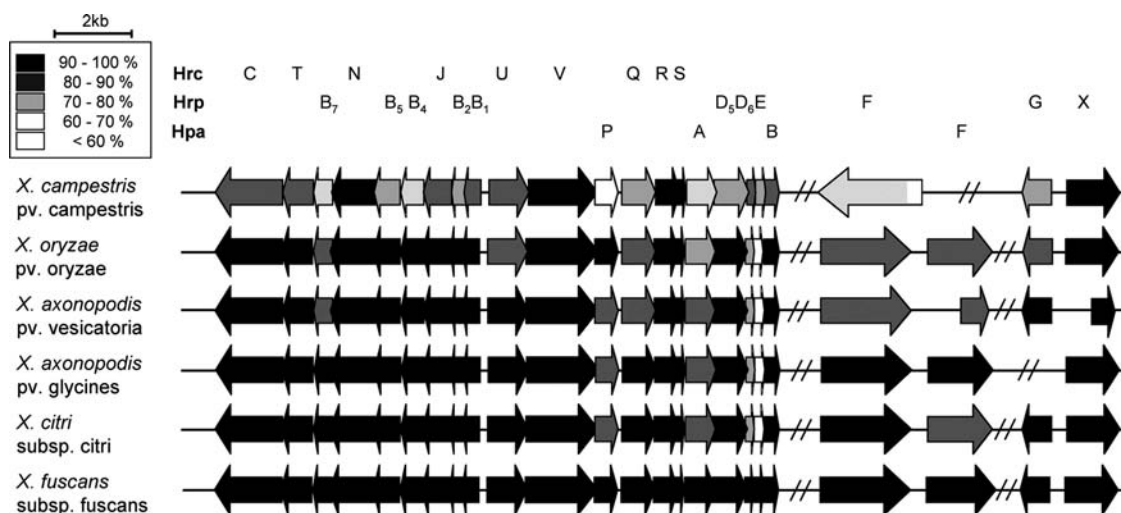 2kb
90 - 100 %
80 - 90 %
70 - 80 %
60 - 70 %
< 60 %
Hrc C T N J U V Q R S
Hrp B₇ B₅ B₄ B₂B₁ D₅D₆E F G X
Hpa P A B F
X. campestris
pv. campestris
X. oryzae
pv. oryzae
X. axonopodis
pv. vesicatoria
X. axonopodis
pv. glycines
X. citri
subsp. citri
X. fuscans
subsp. fuscans